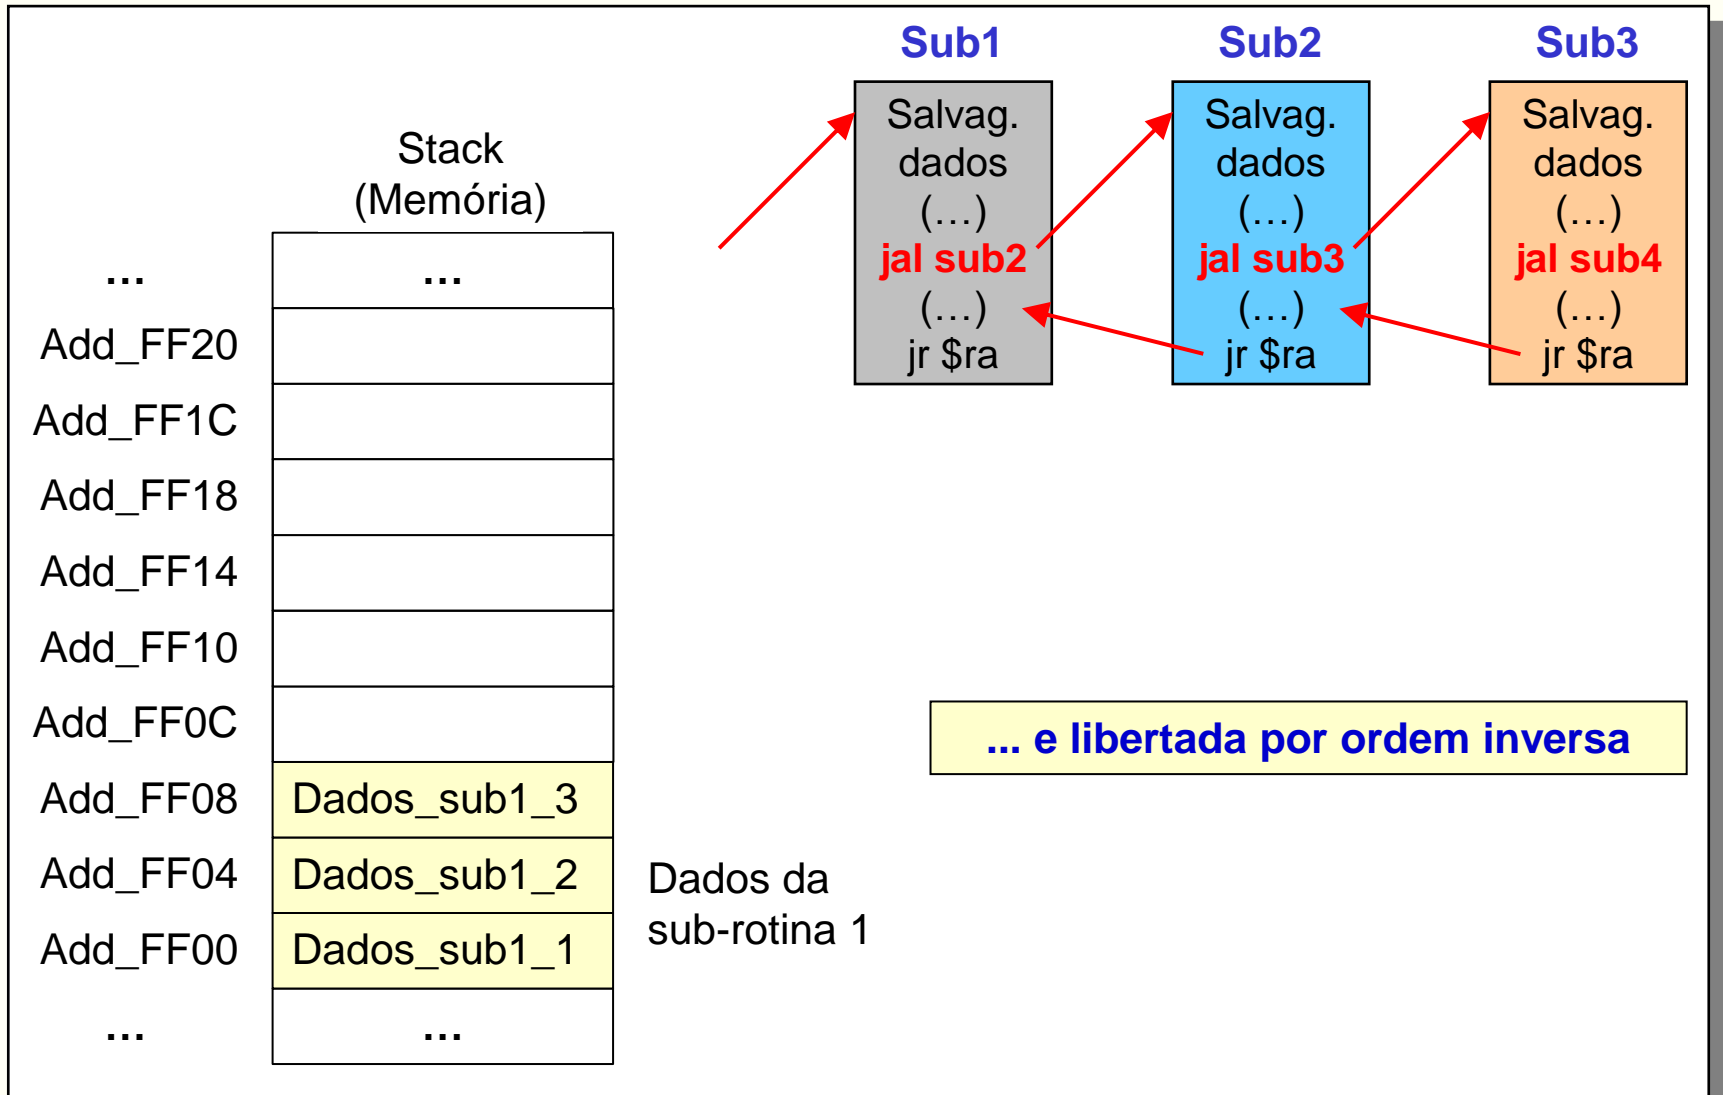 Sub1 Sub2 Sub3
Salvag. Salvag. Salvag.
dados dados dados
(…) (…) (…)
jal sub2 jal sub3 jal sub4
(…) (…) (…)
jr $ra jr $ra jr $ra
Stack
(Memória)
... ...
Add_FF20
Add_FF1C
Add_FF18
Add_FF14
Add_FF10
Add_FF0C
... e libertada por ordem inversa
Add_FF08 Dados_sub1_3
Add_FF04 Dados_sub1_2
Add_FF00 Dados_sub1_1
Dados da
sub-rotina 1
... ...